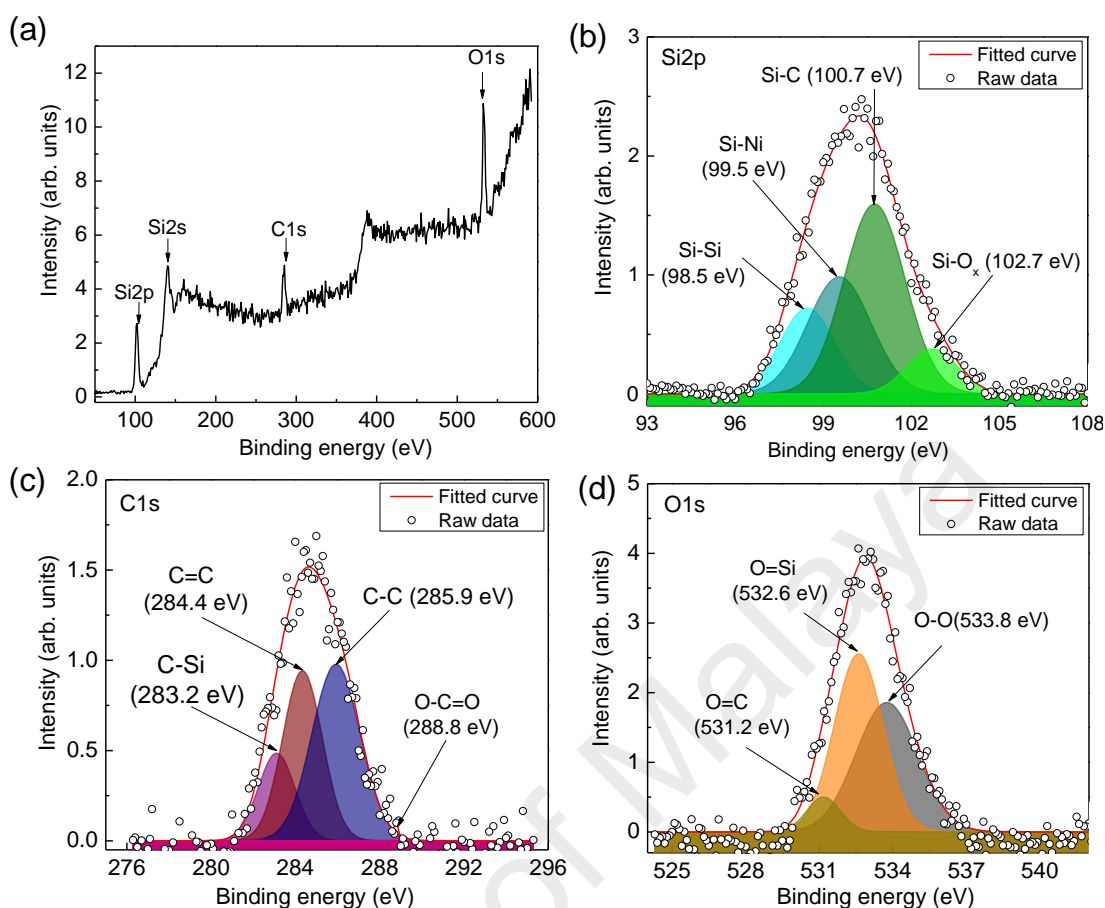 (a)
O1s
Si2s
C1s
Si2p
12
10
8
6
4
2
0
100 200 300 400 500 600
Intensity (arb. units)
Binding energy (eV)
(b)
Si2p
Fitted curve
Raw data
Si-C (100.7 eV)
Si-Ni
(99.5 eV)
Si-Si
(98.5 eV)
Si-Oₓ (102.7 eV)
3
2
1
0
93 96 99 102 105 108
Intensity (arb. units)
Binding energy (eV)
(c)
C1s
Fitted curve
Raw data
C=C
(284.4 eV)
C-C (285.9 eV)
C-Si
(283.2 eV)
O-C=O
(288.8 eV)
2.0
1.5
1.0
0.5
0.0
276 280 284 288 292 296
Intensity (arb. units)
Binding energy (eV)
(d)
O1s
Fitted curve
Raw data
O=Si
(532.6 eV)
O-O(533.8 eV)
O=C
(531.2 eV)
5
4
3
2
1
0
525 528 531 534 537 540
Intensity (arb. units)
Binding energy (eV)
of Malaya